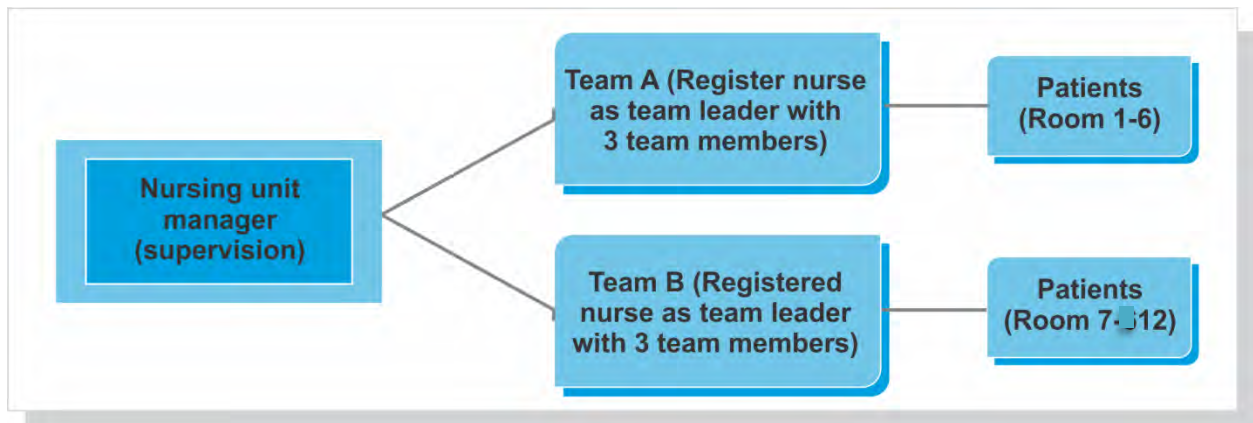 Team A (Register nurse
as team leader with
3 team members)
Patients
(Room 1-6)
Nursing unit
manager
(supervision)
Team B (Registered
nurse as team leader
with 3 team members)
Patients
(Room 7-12)